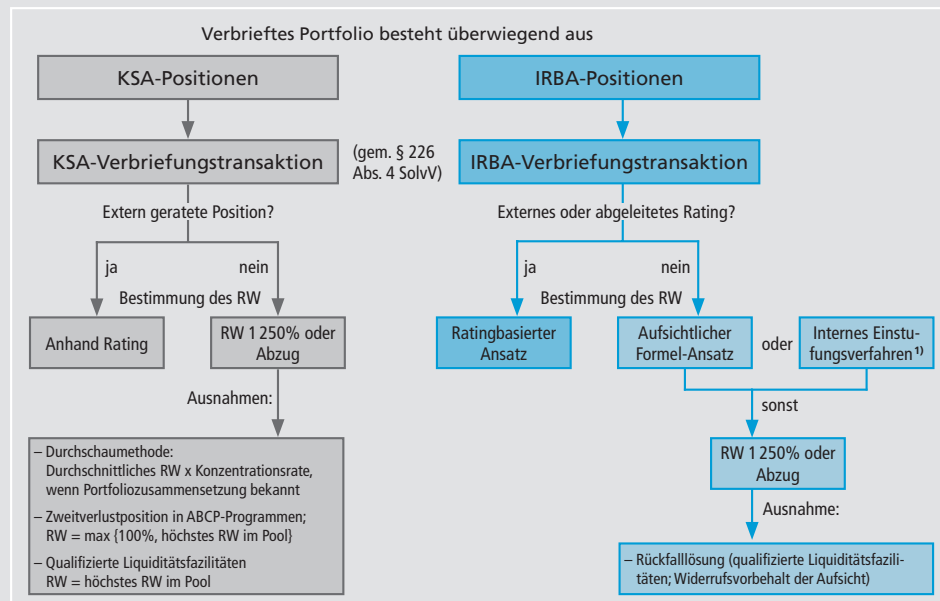 Verbrieftes Portfolio besteht überwiegend aus
KSA-Positionen
IRBA-Positionen
KSA-Verbriefungstransaktion
(gem. § 226
Abs. 4 SolvV)
IRBA-Verbriefungstransaktion
Extern geratete Position?
Externes oder abgeleitetes Rating?
ja
nein
ja
nein
Bestimmung des RW
Bestimmung des RW
Anhand Rating
RW 1 250% oder
Abzug
Ratingbasierter
Ansatz
Aufsichtlicher
Formel-Ansatz
oder
Internes Einstu-
fungsverfahren¹⁾
Ausnahmen:
sonst
– Durchschaumethode:
Durchschnittliches RW x Konzentrationsrate,
wenn Portfoliozusammensetzung bekannt
– Zweitverlustposition in ABCP-Programmen;
RW = max {100%, höchstes RW im Pool}
– Qualifizierte Liquiditätsfazilitäten
RW = höchstes RW im Pool
RW 1 250% oder
Abzug
Ausnahme:
– Rückfalllösung (qualifizierte Liquiditätsfazili-
täten; Widerrufsvorbehalt der Aufsicht)